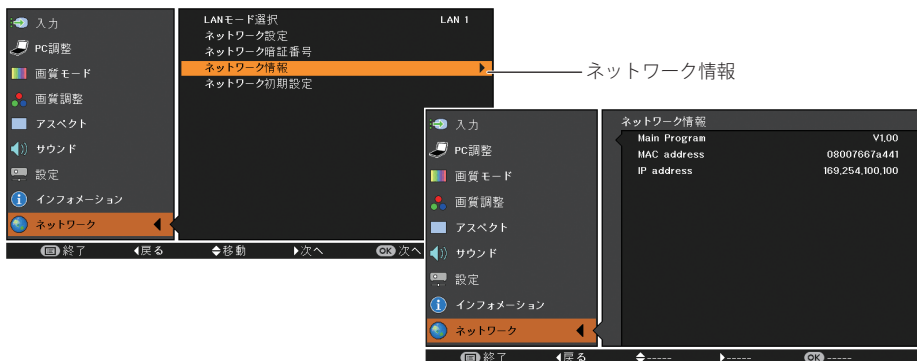 入力
PC調整
画質モード
画質調整
アスペクト
サウンド
設定
インフォメーション
ネットワーク
LANモード選択 LAN 1
ネットワーク設定
ネットワーク暗証番号
ネットワーク情報
ネットワーク初期設定
終了 戻る 移動 次へ OK 次へ
ネットワーク情報
入力
PC調整
画質モード
画質調整
アスペクト
サウンド
設定
インフォメーション
ネットワーク
ネットワーク情報
Main Program V1.00
MAC address 08007667a441
IP address 169.254.100.100
終了 戻る ----- ----- OK -----